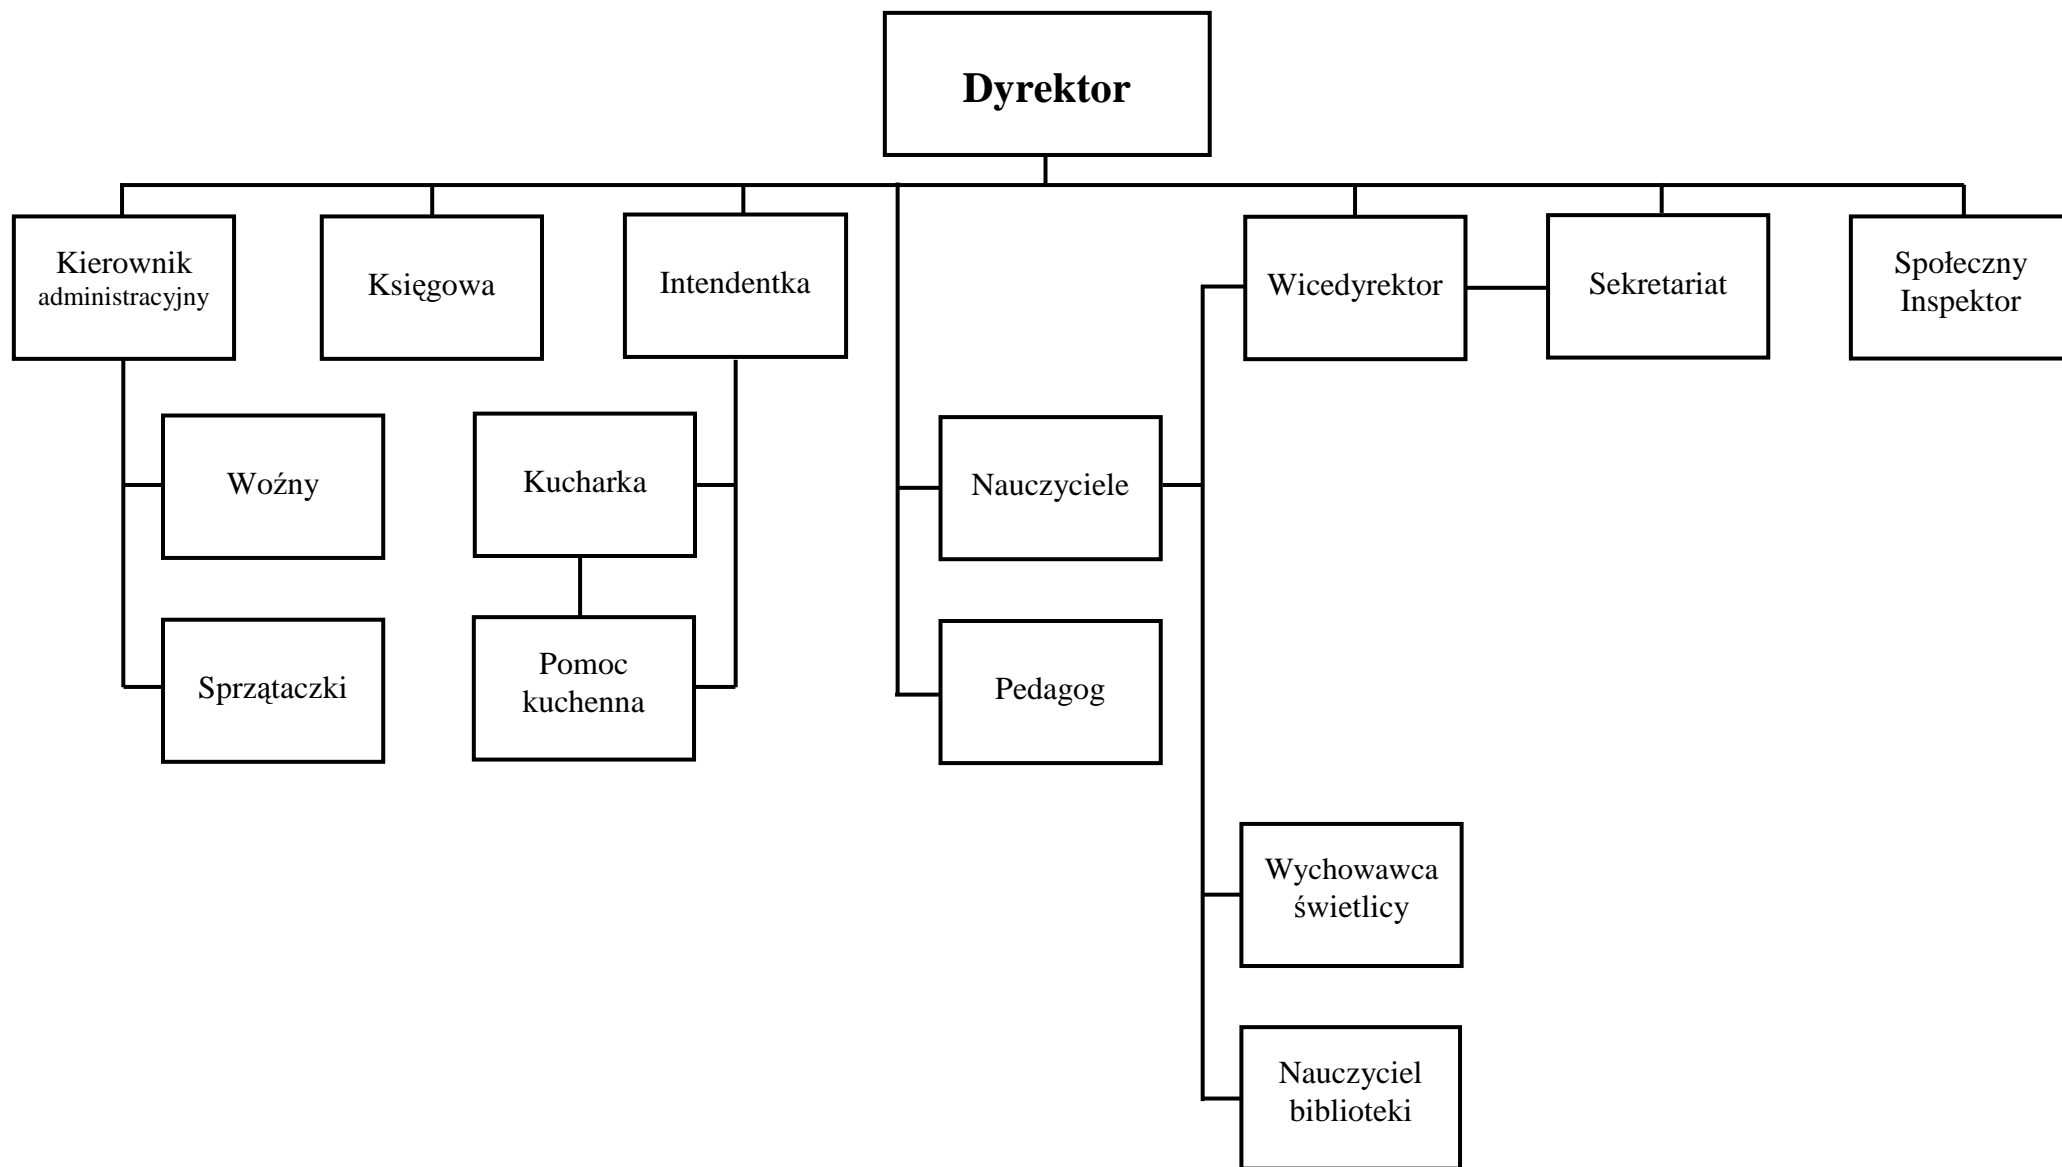 Dyrektor
Kierownik
administracyjny
Księgowa
Intendentka
Wicedyrektor
Sekretariat
Społeczny
Inspektor
Woźny
Kucharka
Nauczyciele
Sprzątaczki
Pomoc
kuchenna
Pedagog
Wychowawca
świetlicy
Nauczyciel
biblioteki